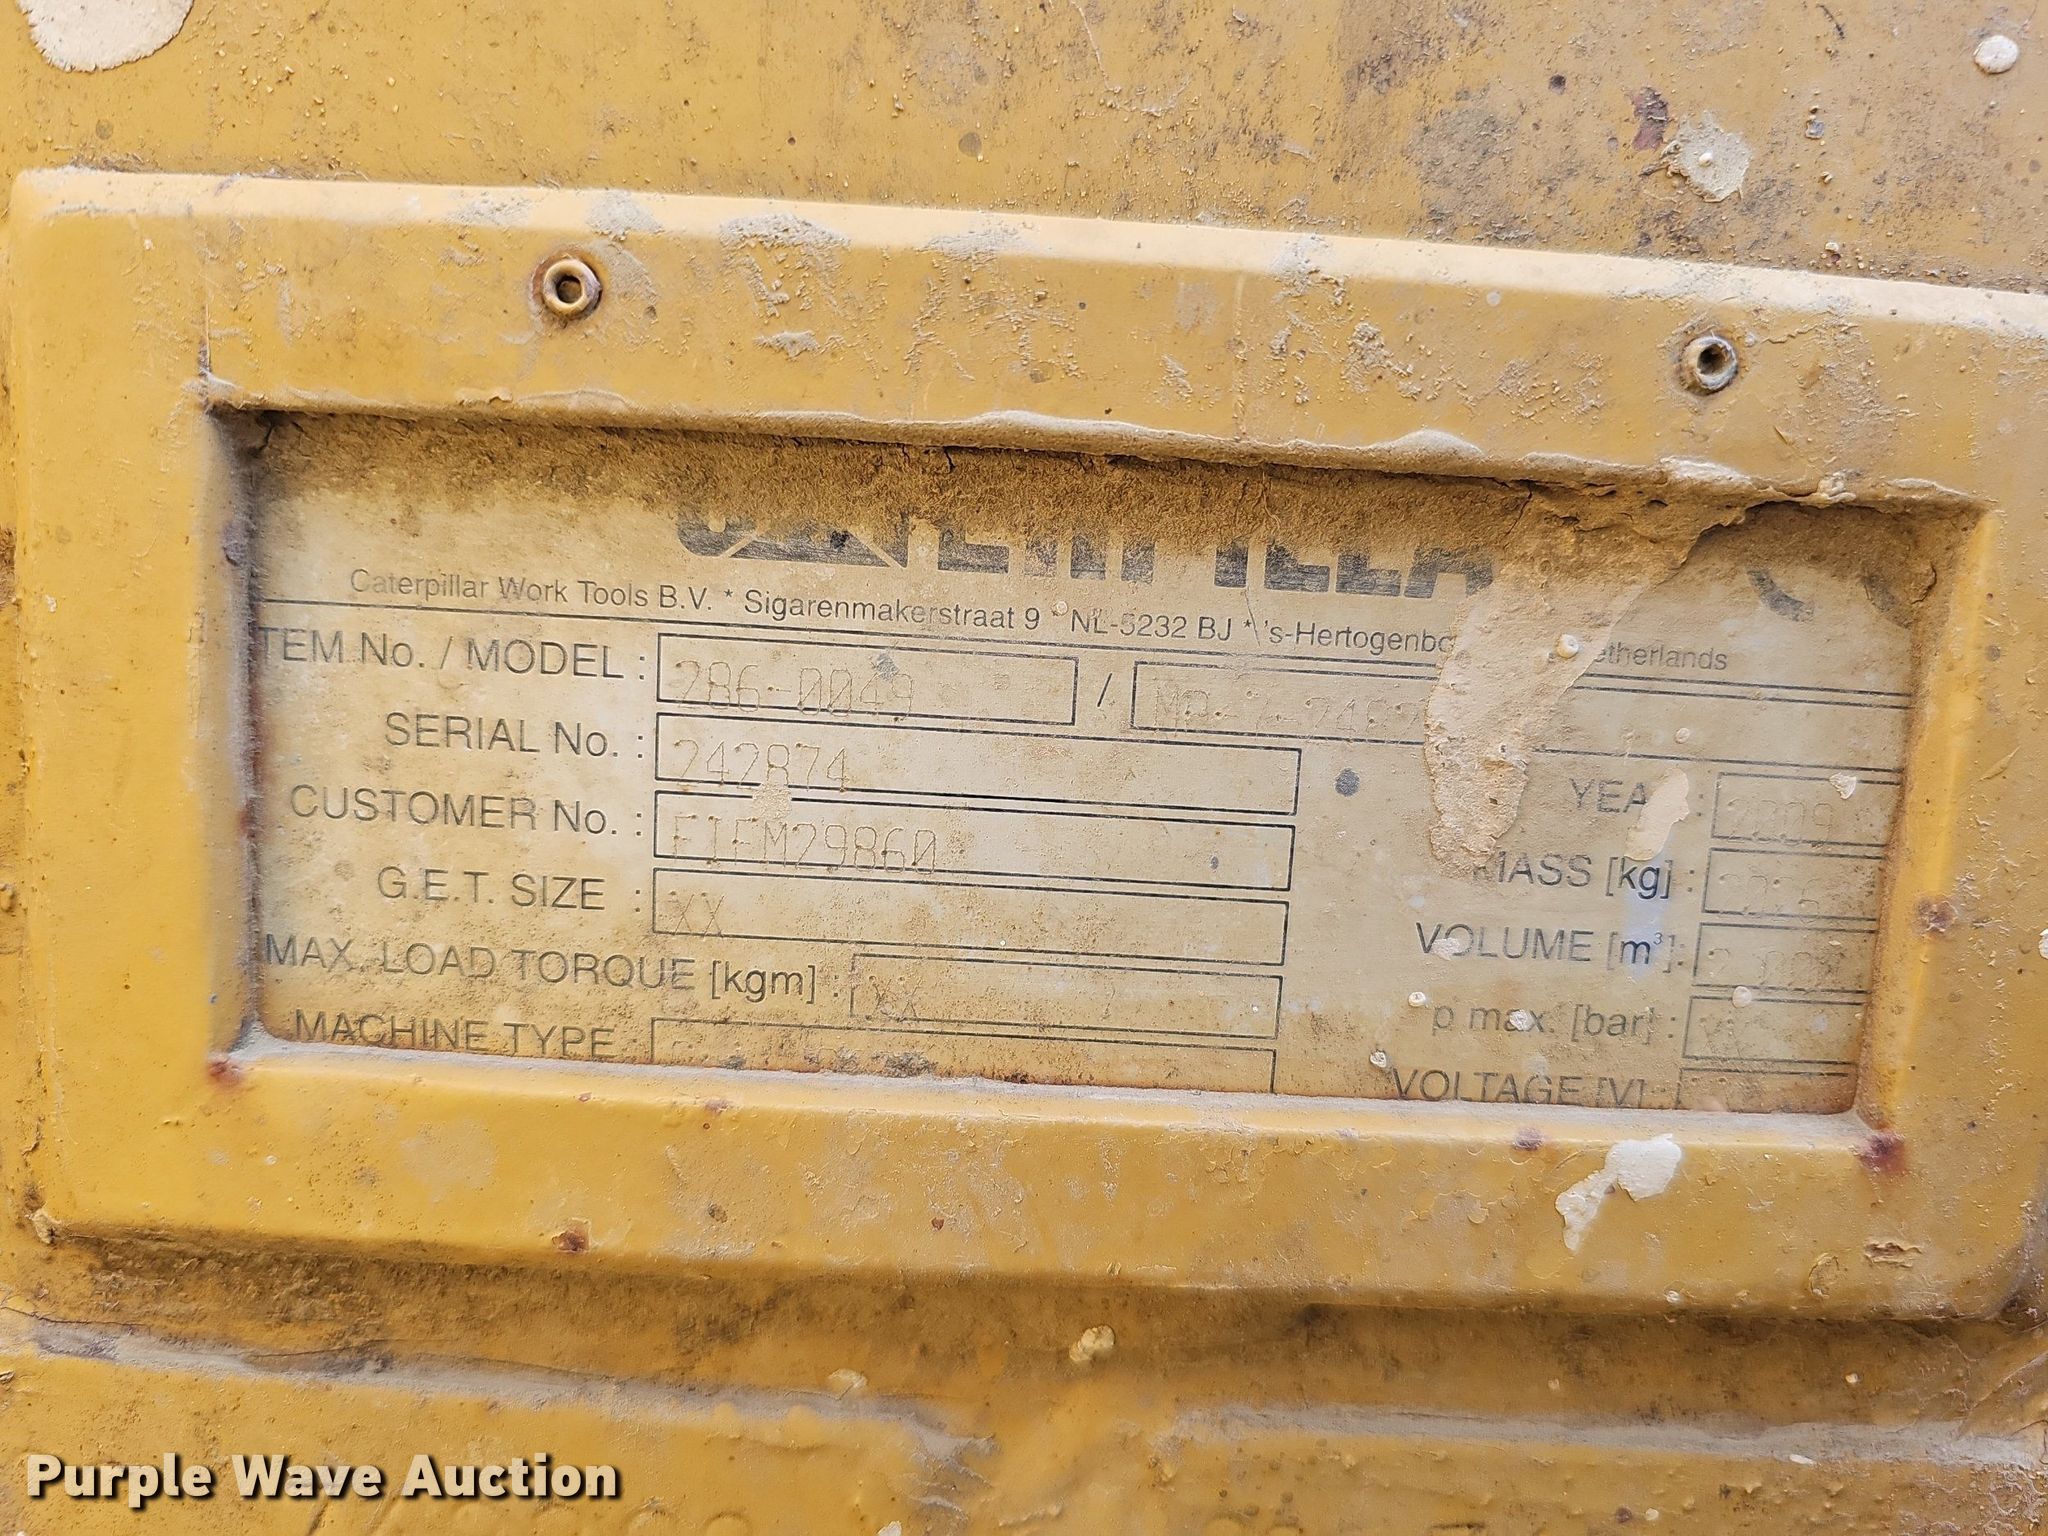 Caterpillar Work Tools B.V. * Sigarenmakerstraat 9 * NL-5232 BJ * 's-Hertogenbo etherlands
TEM No. / MODEL : 286-0049 /
SERIAL No. : 242874
CUSTOMER No. : FIFM29860
G.E.T. SIZE : XX
MAX. LOAD TORQUE [kgm] : XX
MACHINE TYPE
YEA :
MASS [kg] :
VOLUME [m³]:
p max. [bar] :
VOLTAGE [V] :
Purple Wave Auction